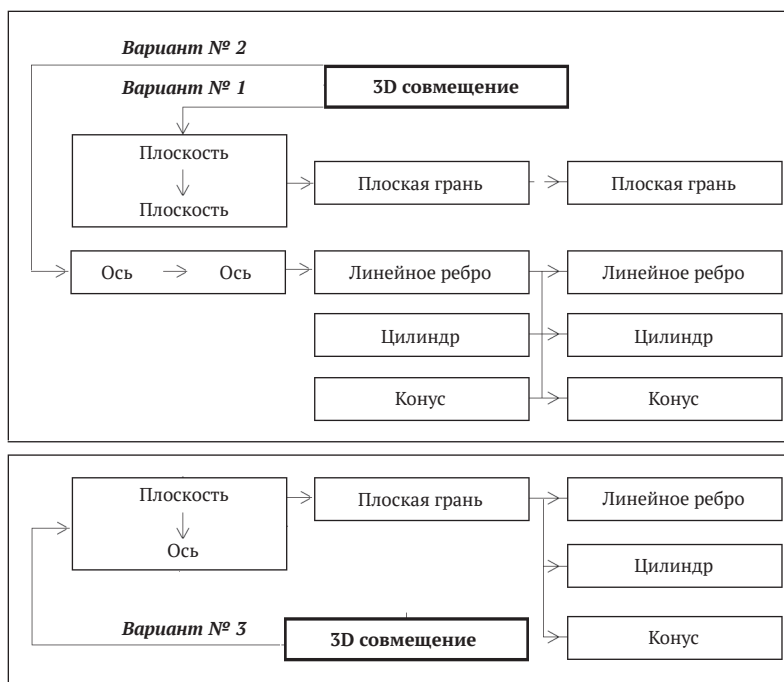 Вариант № 2
Вариант № 1
3D совмещение
Плоскость
Плоскость
Плоская грань
Плоская грань
Ось
Ось
Линейное ребро
Линейное ребро
Цилиндр
Цилиндр
Конус
Конус
Плоскость
Ось
Плоская грань
Линейное ребро
Цилиндр
Конус
Вариант № 3
3D совмещение